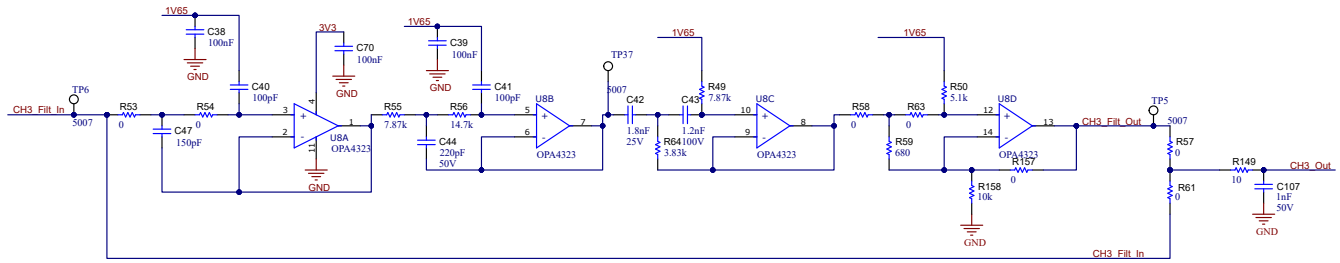 1V65
C38
100nF
3V3
C70
100nF
GND
GND
TP6
5007
CH3_Filt_In
R53
0
R54
0
C40
100pF
C47
150pF
3
2
4
1
11
U8A
OPA4323
GND
1V65
C39
100nF
GND
C41
100pF
R55
7.87k
R56
14.7k
C44
220pF
50V
5
6
7
U8B
OPA4323
TP37
5007
C42
1.8nF
25V
C43
1.2nF
100V
1V65
R49
7.87k
R64
3.83k
10
9
8
U8C
OPA4323
R58
0
R63
0
1V65
R50
5.1k
R59
680
12
14
13
U8D
OPA4323
R157
0
R158
10k
GND
CH3_Filt_Out
TP5
5007
R57
0
R61
0
R149
10
CH3_Out
C107
1nF
50V
GND
CH3_Filt_In